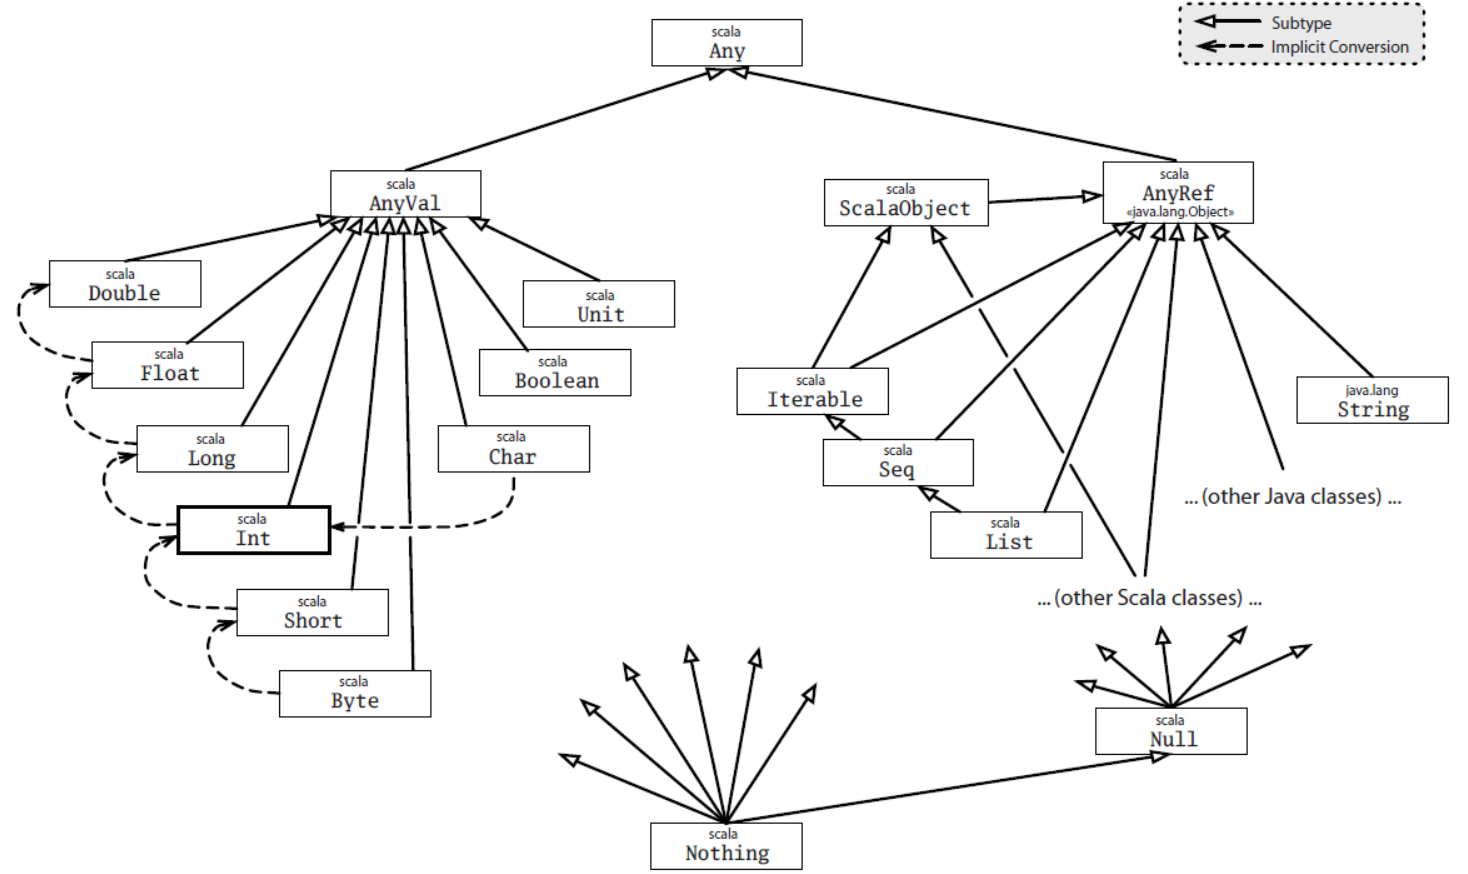 scala
Any
Subtype
Implicit Conversion
scala
AnyVal
scala
ScalaObject
scala
AnyRef
«java.lang.Object»
scala
Double
scala
Unit
scala
Float
scala
Boolean
scala
Iterable
java.lang
String
scala
Long
scala
Char
scala
Seq
... (other Java classes) ...
scala
Int
scala
List
scala
Short
... (other Scala classes) ...
scala
Byte
scala
Null
scala
Nothing